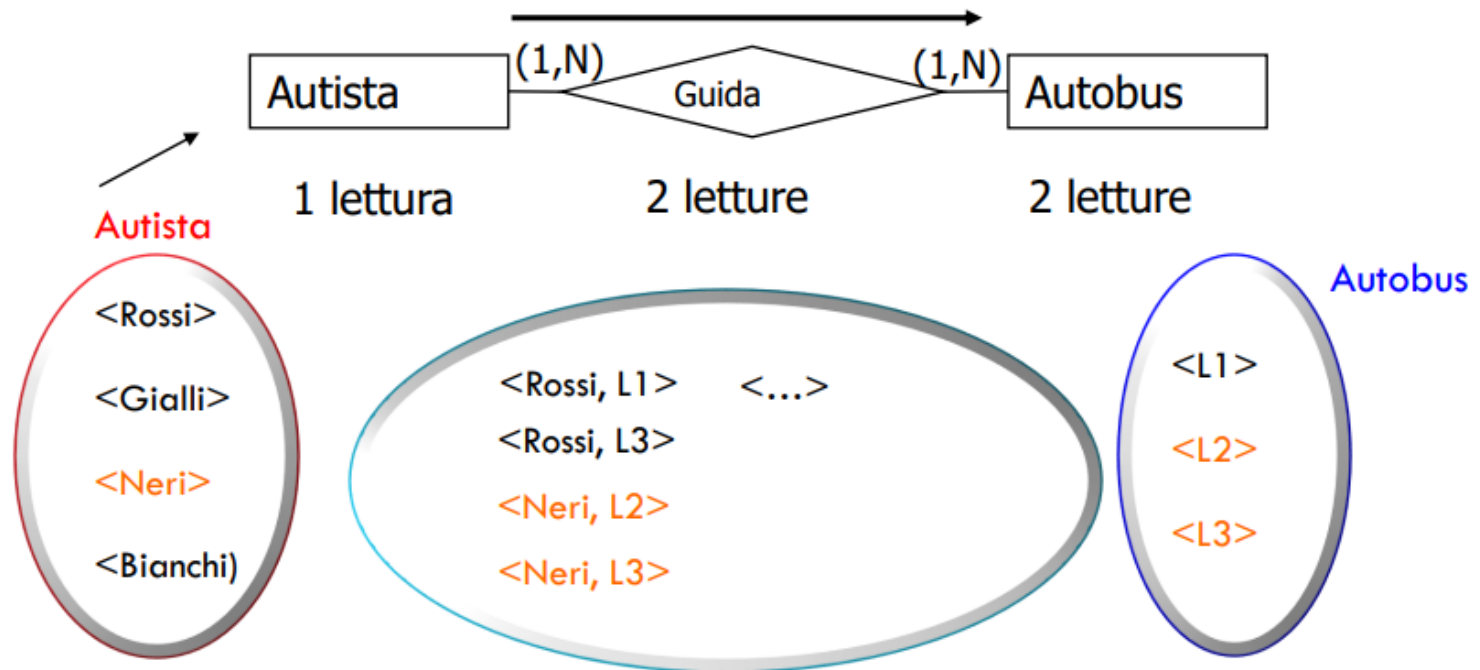 (1,N) (1,N)
Autista Guida Autobus
1 lettura 2 letture 2 letture
Autista
Autobus
<Rossi>
<Gialli>
<Neri>
<Bianchi)
<Rossi, L1> <...>
<Rossi, L3>
<Neri, L2>
<Neri, L3>
<L1>
<L2>
<L3>